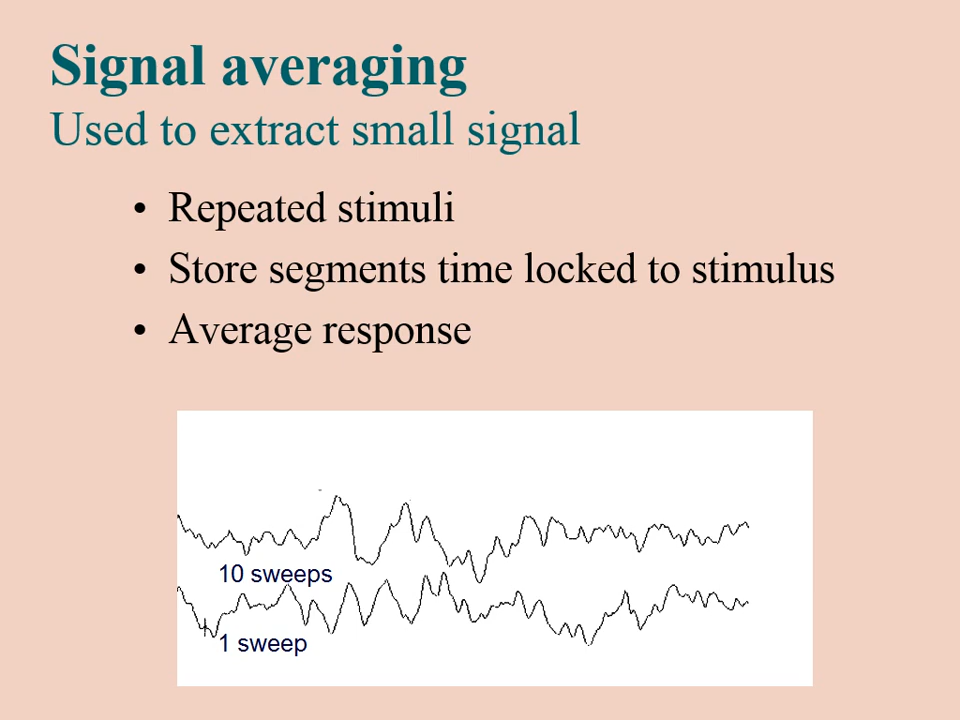 Signal averaging
Used to extract small signal
• Repeated stimuli
• Store segments time locked to stimulus
• Average response
10 sweeps
1 sweep